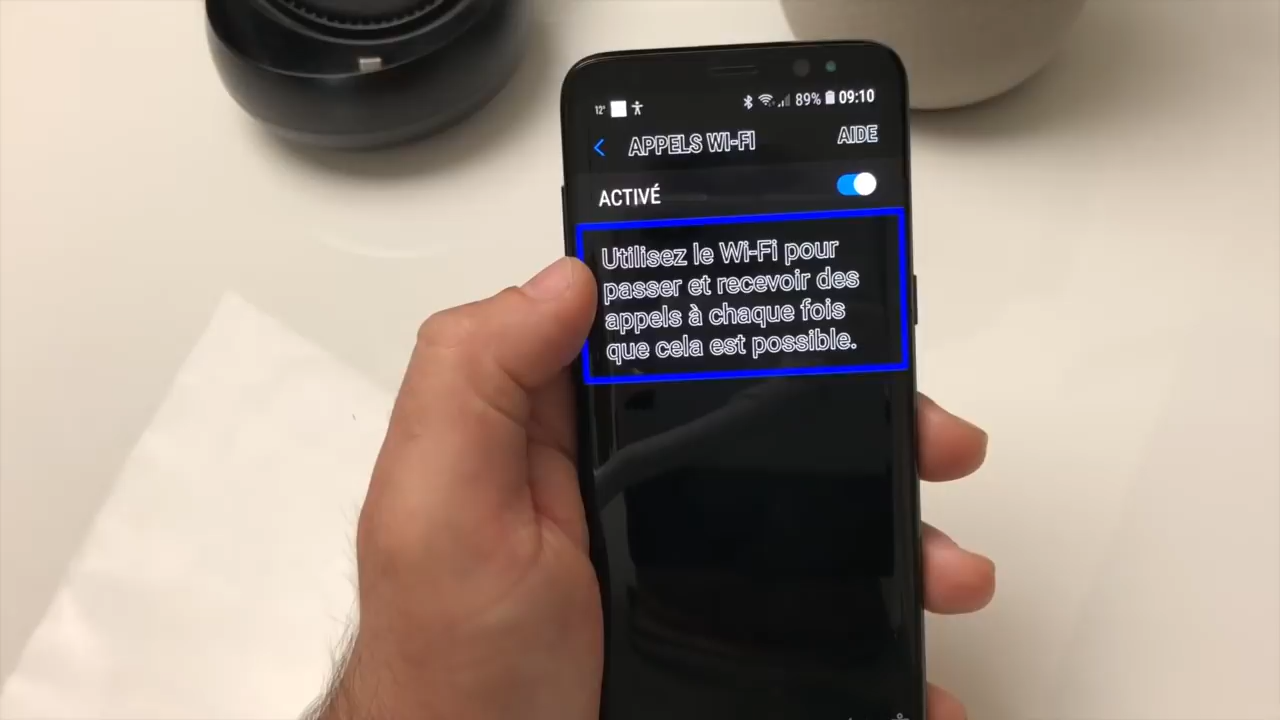 12° 89% 09:10
APPELS WI-FI AIDE
ACTIVÉ
Utilisez le Wi-Fi pour
passer et recevoir des
appels à chaque fois
que cela est possible.